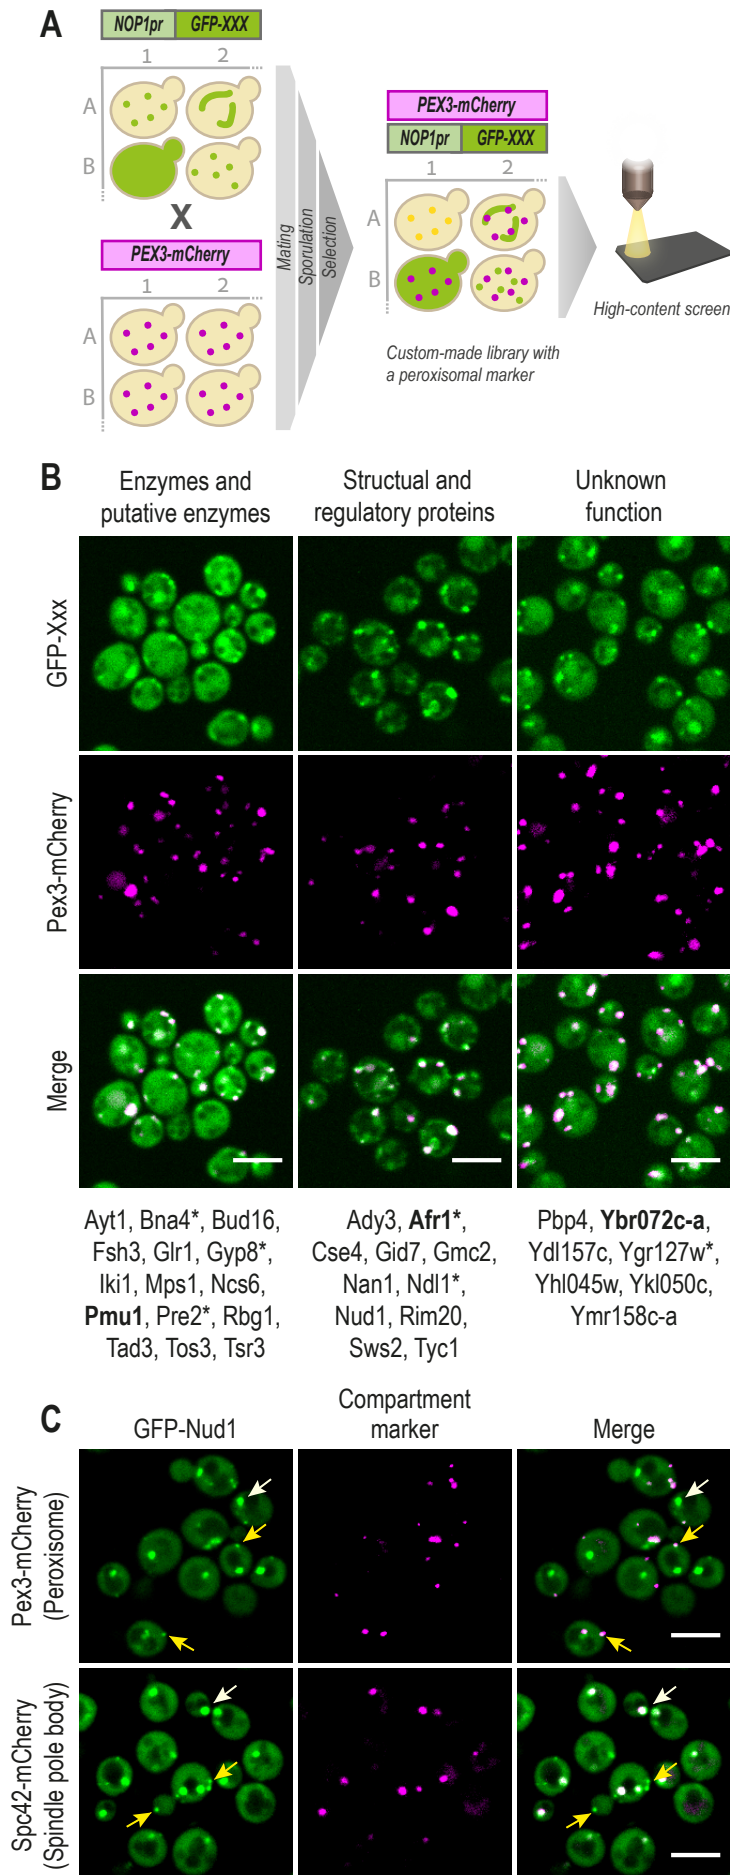 A
NOP1pr GFP-XXX
1 2
A
B
X
PEX3-mCherry
1 2
A
B
Mating
Sporulation
Selection
PEX3-mCherry
NOP1pr GFP-XXX
1 2
A
B
Custom-made library with
a peroxisomal marker
High-content screen
B
Enzymes and
putative enzymes
Structual and
regulatory proteins
Unknown
function
GFP-Xxx
Pex3-mCherry
Merge
Ayt1, Bna4*, Bud16,
Fsh3, Glr1, Gyp8*,
Iki1, Mps1, Ncs6,
Pmu1, Pre2*, Rbg1,
Tad3, Tos3, Tsr3
Ady3, Afr1*,
Cse4, Gid7, Gmc2,
Nan1, Ndl1*,
Nud1, Rim20,
Sws2, Tyc1
Pbp4, Ybr072c-a,
Ydl157c, Ygr127w*,
Yhl045w, Ykl050c,
Ymr158c-a
C
GFP-Nud1
Compartment
marker
Merge
Pex3-mCherry
(Peroxisome)
Spc42-mCherry
(Spindle pole body)